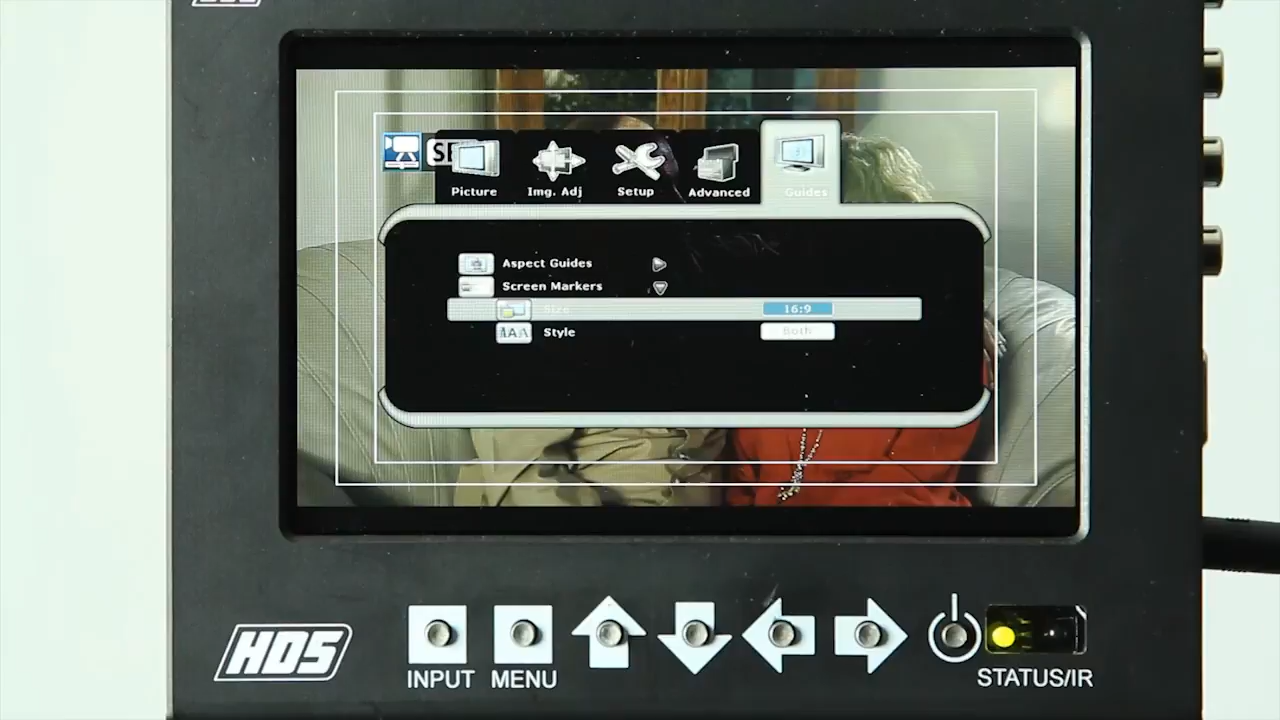 Picture Img. Adj Setup Advanced Guides
Aspect Guides
Screen Markers
Size 16:9
Style Both
HDS
INPUT MENU
STATUS/IR